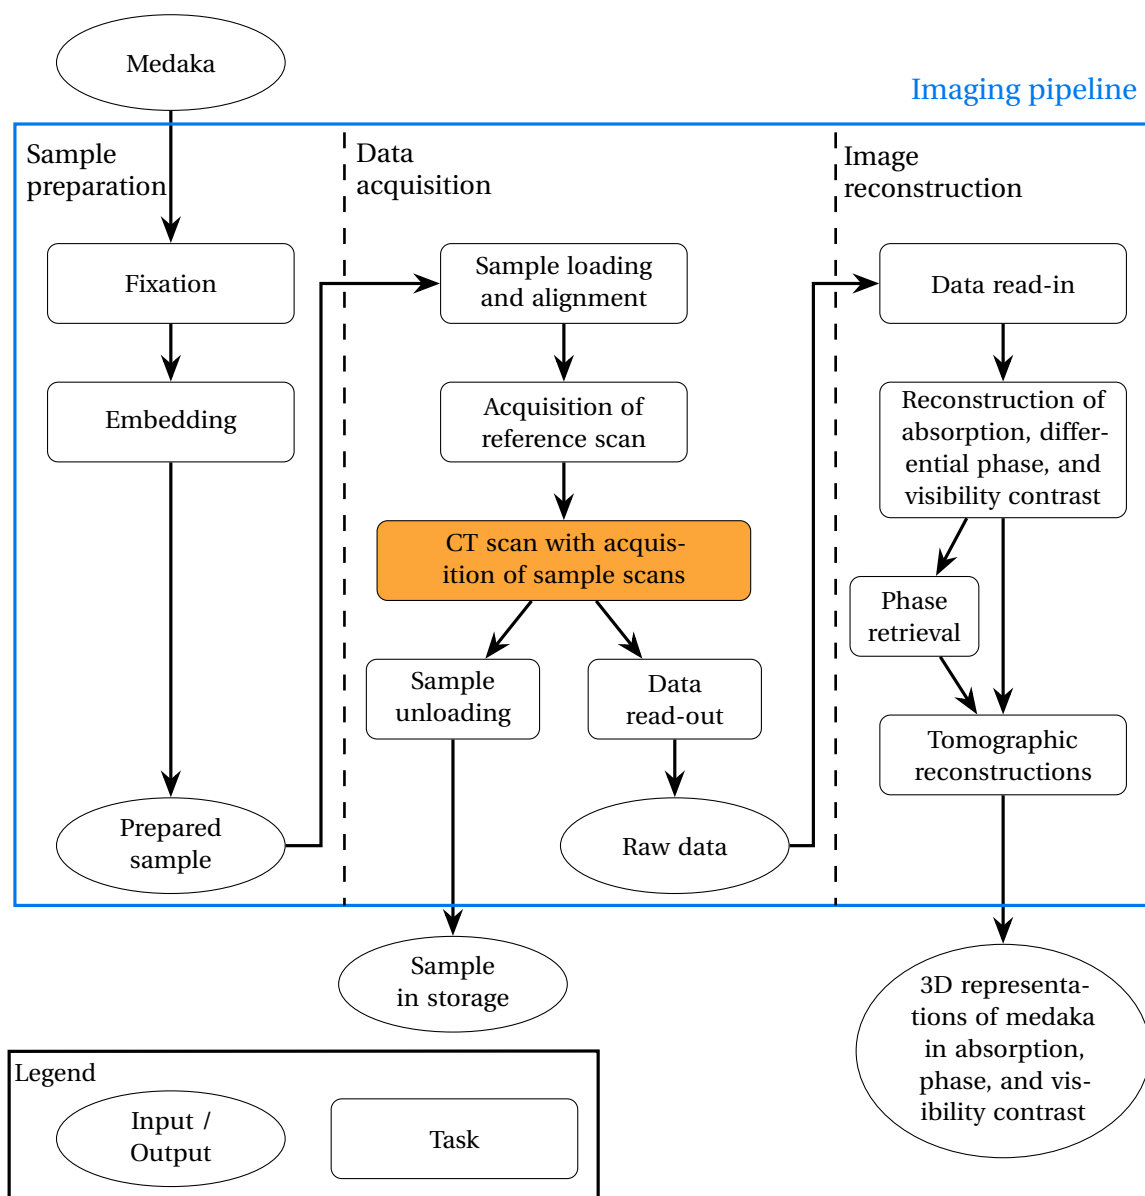 Medaka
Imaging pipeline
Sample
preparation
Fixation
Embedding
Prepared
sample
Data
acquisition
Sample loading
and alignment
Acquisition of
reference scan
CT scan with acquis-
ition of sample scans
Sample
unloading
Data
read-out
Raw data
Sample
in storage
Image
reconstruction
Data read-in
Reconstruction of
absorption, differ-
ential phase, and
visibility contrast
Phase
retrieval
Tomographic
reconstructions
3D representa-
tions of medaka
in absorption,
phase, and vis-
ibility contrast
Legend
Input /
Output
Task